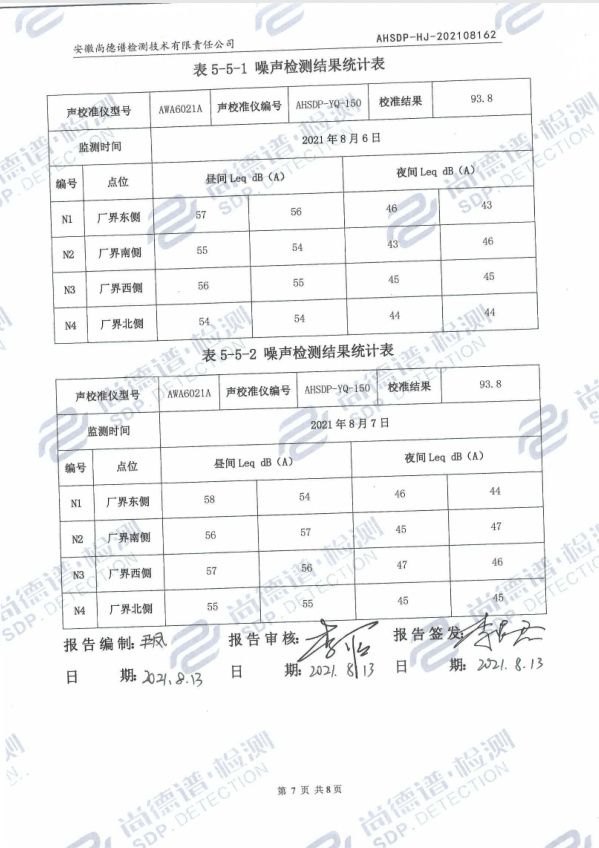 安徽尚德谱检测技术有限责任公司 AHSDP-HJ-202108162
表 5-5-1 噪声检测结果统计表
声校准仪型号 AWA6021A 声校准仪编号 AHSDP-YQ-150 校准结果 93.8
监测时间 2021 年 8 月 6 日
编号 点位 昼间 Leq dB（A） 夜间 Leq dB（A）
N1 厂界东侧 57 56 46 43
N2 厂界南侧 55 54 43 46
N3 厂界西侧 56 55 45 45
N4 厂界北侧 54 54 44 44
表 5-5-2 噪声检测结果统计表
声校准仪型号 AWA6021A 声校准仪编号 AHSDP-YQ-150 校准结果 93.8
监测时间 2021 年 8 月 7 日
编号 点位 昼间 Leq dB（A） 夜间 Leq dB（A）
N1 厂界东侧 58 54 46 44
N2 厂界南侧 56 57 45 47
N3 厂界西侧 57 56 47 46
N4 厂界北侧 55 55 45 45
报告编制: 报告审核: 报告签发:
日 期: 2021.8.13 日 期: 2021.8.13 日 期: 2021.8.13
第 7 页 共 8 页
尚德谱·检测
SDP. DETECTION